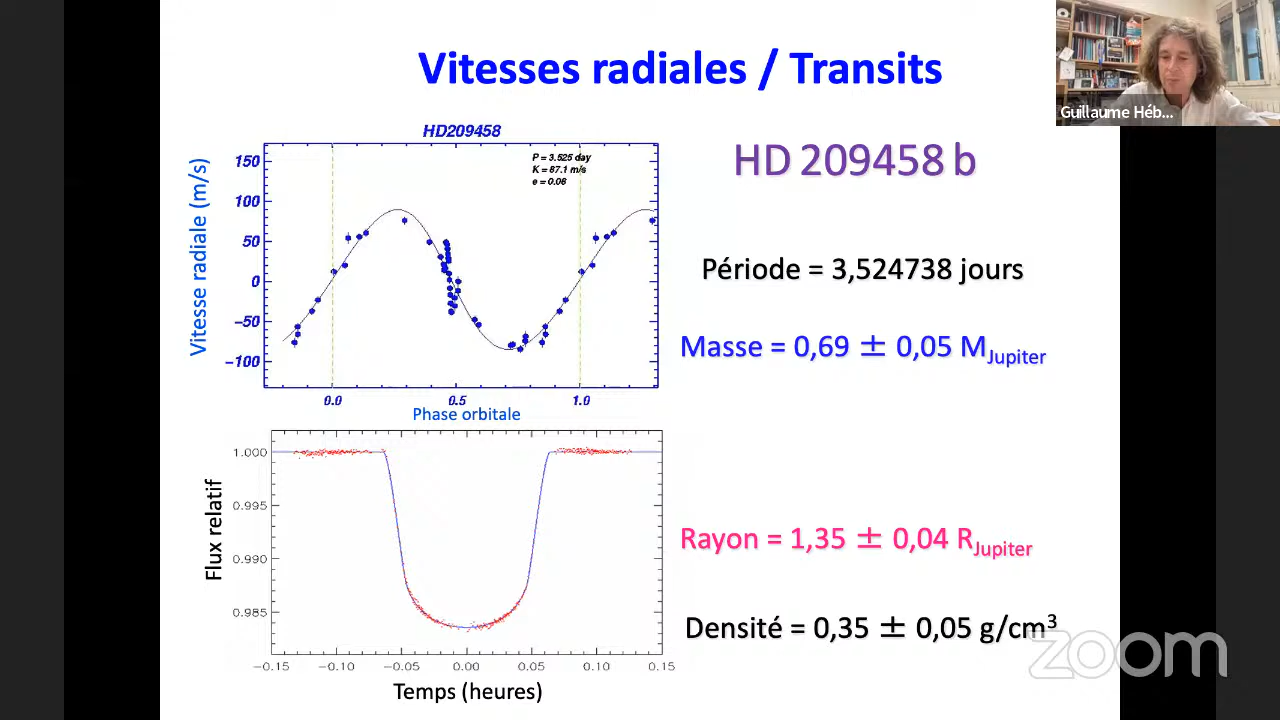 Vitesses radiales / Transits
Guillaume Héb...
HD209458
P = 3.525 day
K = 87.1 m/s
e = 0.06
HD 209458 b
Vitesse radiale (m/s)
150
100
50
0
−50
−100
0.0
0.5
1.0
Phase orbitale
Période = 3,524738 jours
Masse = 0,69 ± 0,05 MJupiter
Flux relatif
1.000
0.995
0.990
0.985
−0.15
−0.10
−0.05
0.00
0.05
0.10
0.15
Temps (heures)
Rayon = 1,35 ± 0,04 RJupiter
Densité = 0,35 ± 0,05 g/cm³
zoom